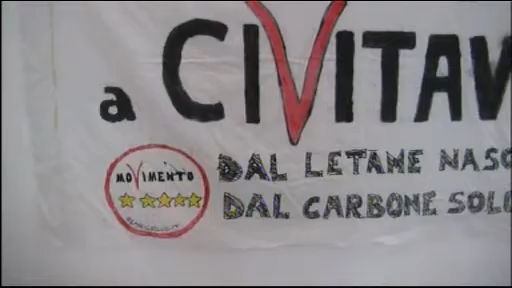 a CIVITAV
MOVIMENTO
DAL LETAME NASC
DAL CARBONE SOLO